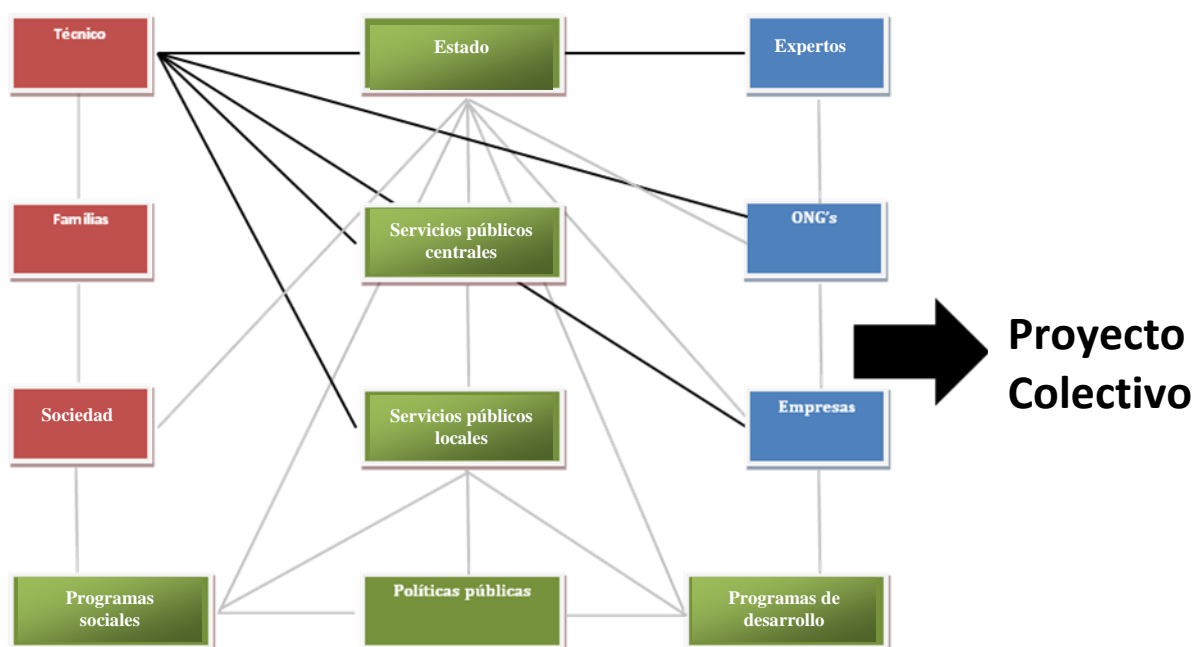 Técnico
Estado
Expertos
Familias
Servicios públicos
centrales
ONG's
Proyecto
Colectivo
Sociedad
Servicios públicos
locales
Empresas
Programas
sociales
Políticas públicas
Programas de
desarrollo